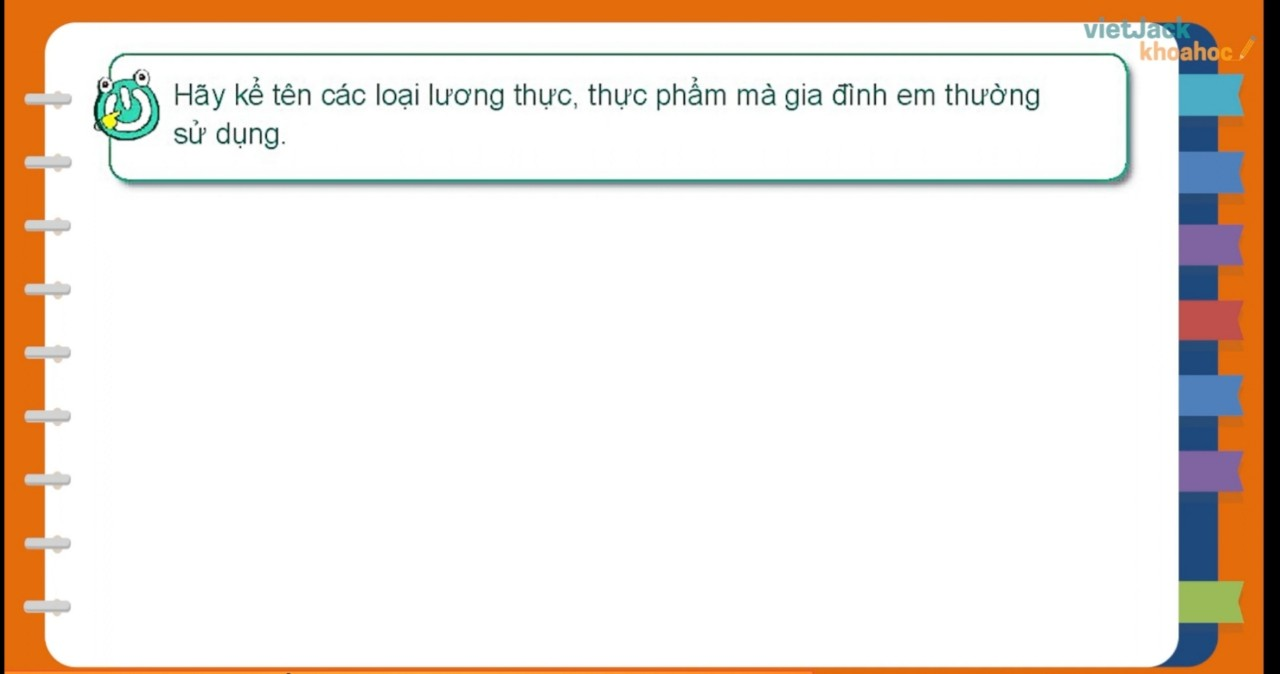 vietJack
khoahoc
Hãy kể tên các loại lương thực, thực phẩm mà gia đình em thường
sử dụng.